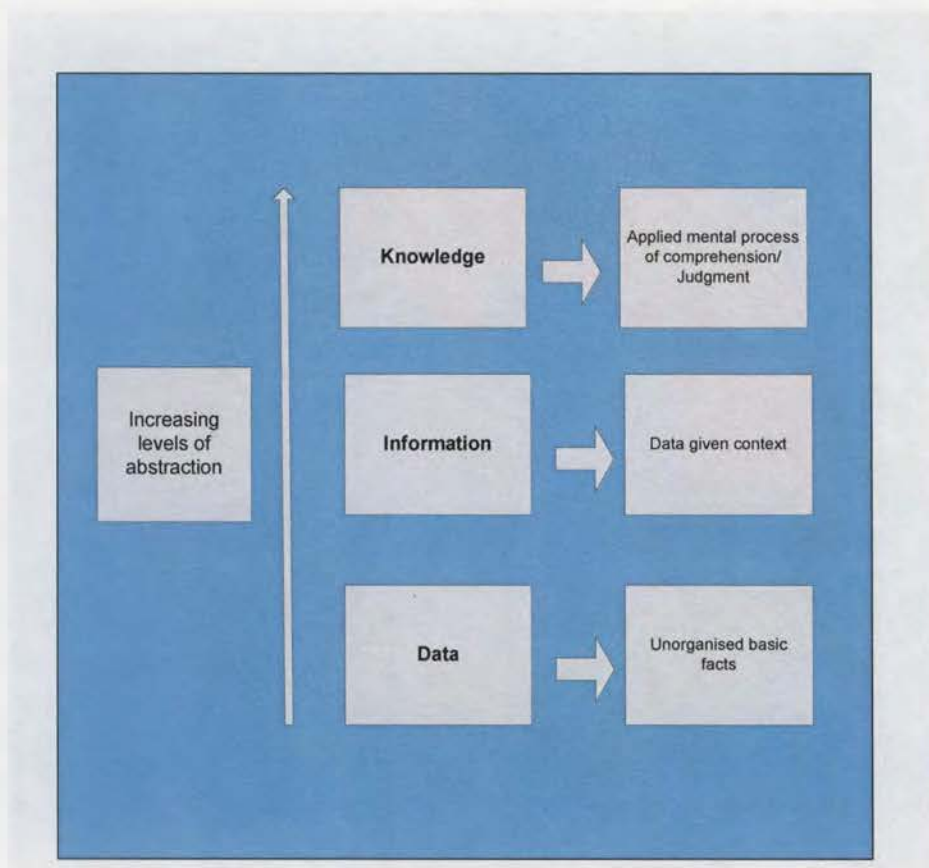 Knowledge
Applied mental process
of comprehension/
Judgment
Increasing
levels of
abstraction
Information
Data given context
Data
Unorganised basic
facts